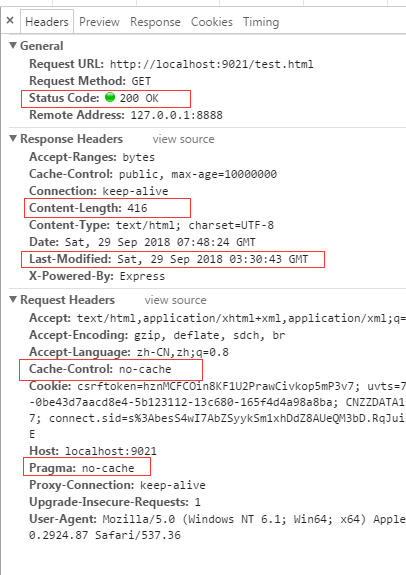 × Headers Preview Response Cookies Timing
▼ General
Request URL: http://localhost:9021/test.html
Request Method: GET
Status Code: 200 OK
Remote Address: 127.0.0.1:8888
▼ Response Headers view source
Accept-Ranges: bytes
Cache-Control: public, max-age=10000000
Connection: keep-alive
Content-Length: 416
Content-Type: text/html; charset=UTF-8
Date: Sat, 29 Sep 2018 07:48:24 GMT
Last-Modified: Sat, 29 Sep 2018 03:30:43 GMT
X-Powered-By: Express
▼ Request Headers view source
Accept: text/html,application/xhtml+xml,application/xml;q=
Accept-Encoding: gzip, deflate, sdch, br
Accept-Language: zh-CN,zh;q=0.8
Cache-Control: no-cache
Cookie: csrftoken=hznMCFCOin8KF1U2PrawCivkop5mP3v7; uvts=7
-0be43d7aacd8e4-5b123112-13c680-165f4d4a98a8ba; CNZZDATA1
7; connect.sid=s%3AbesS4wI7AbZSyykSm1xhDdZ8AUeQM3bD.RqJui
E
Host: localhost:9021
Pragma: no-cache
Proxy-Connection: keep-alive
Upgrade-Insecure-Requests: 1
User-Agent: Mozilla/5.0 (Windows NT 6.1; Win64; x64) Apple
0.2924.87 Safari/537.36